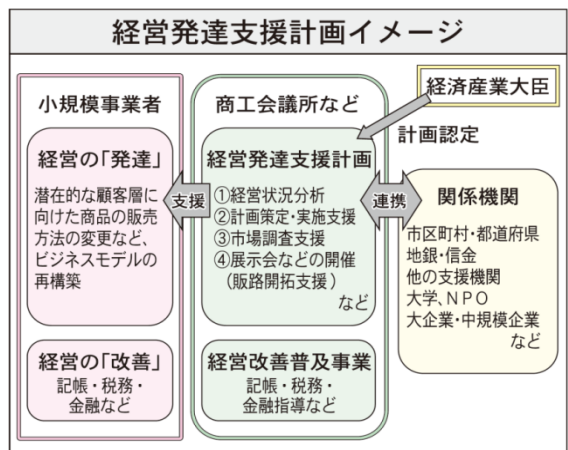 経営発達支援計画イメージ
小規模事業者
経営の「発達」
潜在的な顧客層に
向けた商品の販売
方法の変更など、
ビジネスモデルの
再構築
経営の「改善」
記帳・税務・
金融など
支援
商工会議所など
経営発達支援計画
①経営状況分析
②計画策定・実施支援
③市場調査支援
④展示会などの開催
（販路開拓支援）
など
経営改善普及事業
記帳・税務・
金融指導など
連携
経済産業大臣
計画認定
関係機関
市区町村・都道府県
地銀・信金
他の支援機関
大学、ＮＰＯ
大企業・中規模企業
など